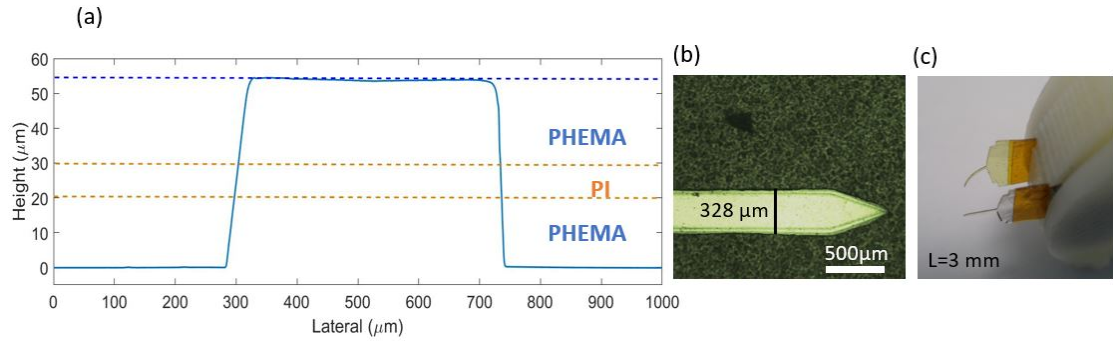 (a)
60
50
40
30
20
10
0
Height (μm)
PHEMA
PI
PHEMA
0 100 200 300 400 500 600 700 800 900 1000
Lateral (μm)
(b)
328 μm
500μm
(c)
L=3 mm